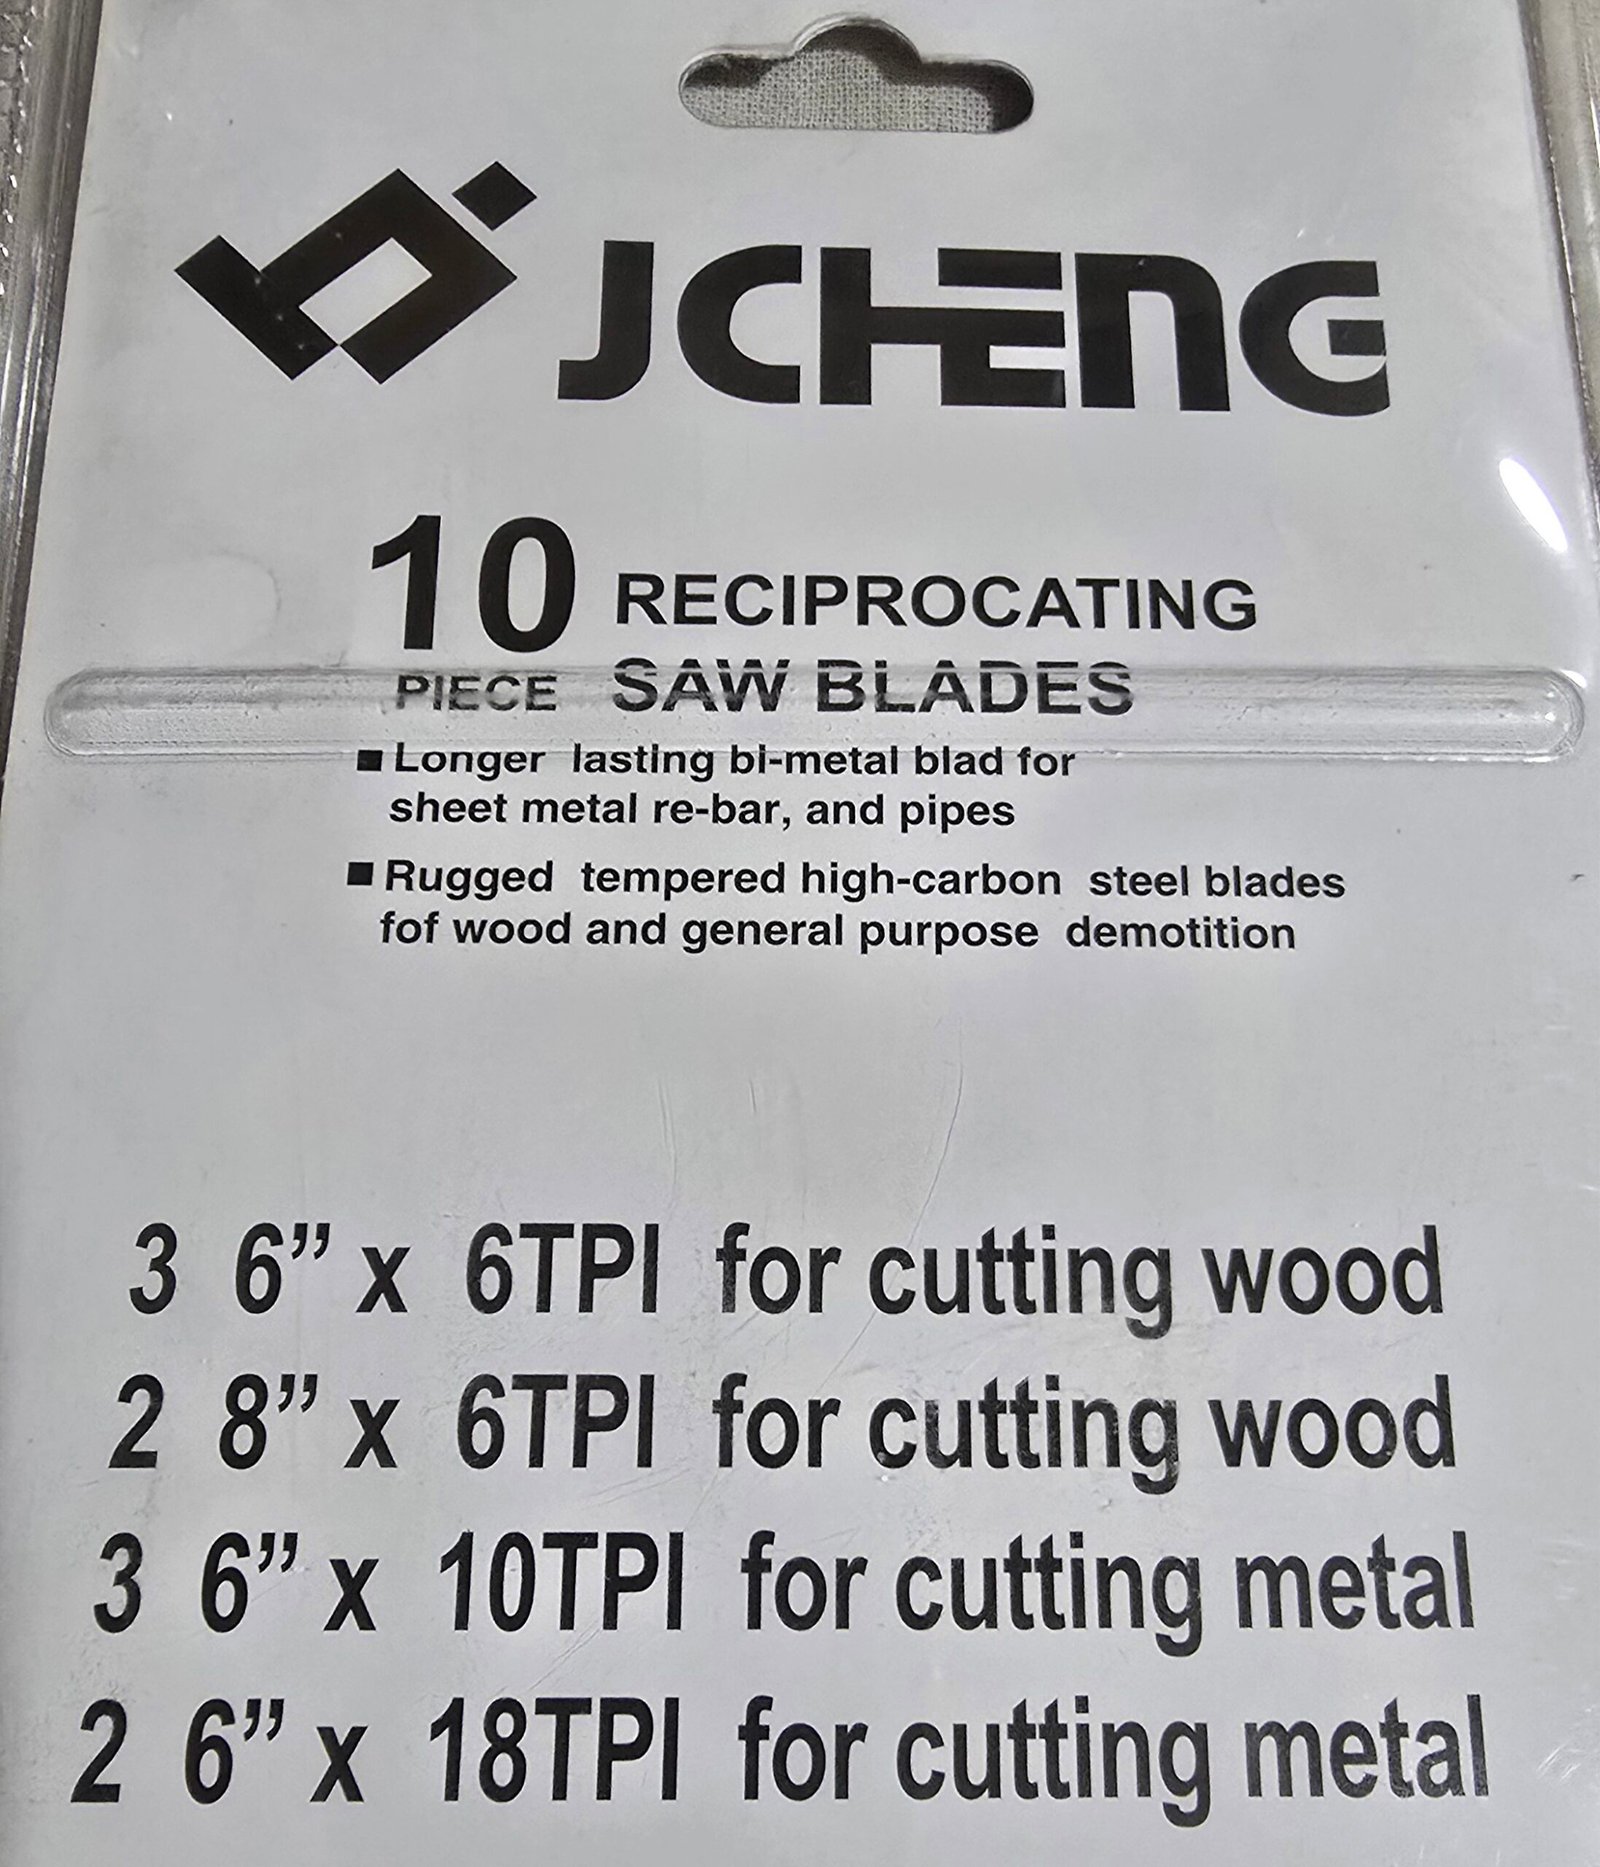 JCHENG
10 RECIPROCATING
PIECE SAW BLADES
■ Longer lasting bi-metal blad for
sheet metal re-bar, and pipes
■ Rugged tempered high-carbon steel blades
fof wood and general purpose demotition
3 6” x 6TPI for cutting wood
2 8” x 6TPI for cutting wood
3 6” x 10TPI for cutting metal
2 6” x 18TPI for cutting metal